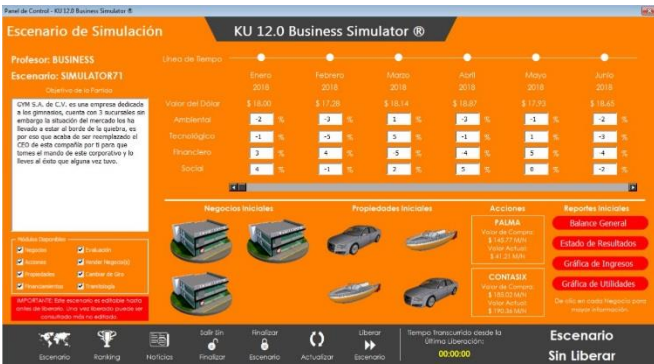 Panel de Control - KU 12.0 Business Simulator ®
Escenario de Simulación
KU 12.0 Business Simulator ®
Profesor: BUSINESS
Escenario: SIMULATOR71
Objetivo de la Partida
GYM S.A. de C.V. es una empresa dedicada
a los gimnasios, cuenta con 3 sucursales sin
embargo la situación del mercado los ha
llevado a estar al borde de la quiebra, es
por eso que acaba de ser reemplazado el
CEO de esta compañía por ti para que
tomes el mando de este corporativo y lo
lleves al éxito que alguna vez tuvo.
Línea de Tiempo
Enero Febrero Marzo Abril Mayo Junio
2018 2018 2018 2018 2018 2018
Valor del Dólar $ 18.00 $ 17.28 $ 18.14 $ 18.87 $ 17.93 $ 18.65
Ambiental -2 % -3 % 1 % -3 % -1 % -2 %
Tecnológico -1 % -5 % 5 % -1 % 1 % -3 %
Financiero 3 % 4 % -5 % -4 % 5 % -4 %
Social 4 % -1 % 2 % 5 % % -2 %
Negocios Iniciales Propiedades Iniciales Acciones Reportes Iniciales
PALMA
Valor de Compra:
$ 145.77 M/N
Valor Actual:
$ 41.21 M/N
CONTASIX
Valor de Compra:
$ 185.02 M/N
Valor Actual:
$ 190.36 M/N
Balance General
Estado de Resultados
Gráfica de Ingresos
Gráfica de Utilidades
De clic en cada Negocio para
mayor información.
Módulos Disponibles
Negocios Evaluación
Acciones Vender Negocio(s)
Propiedades Cambiar de Giro
Financiamientos Transtología
IMPORTANTE: Este escenario es editable hasta
antes de liberarlo. Una vez liberado puede ser
consultado más no editado.
Escenario
Ranking
Noticias
Salir Sin
Finalizar
Finalizar
Escenario
Actualizar
Liberar
Escenario
Tiempo Transcurrido desde la
Última Liberación:
00:00:00
Escenario
Sin Liberar